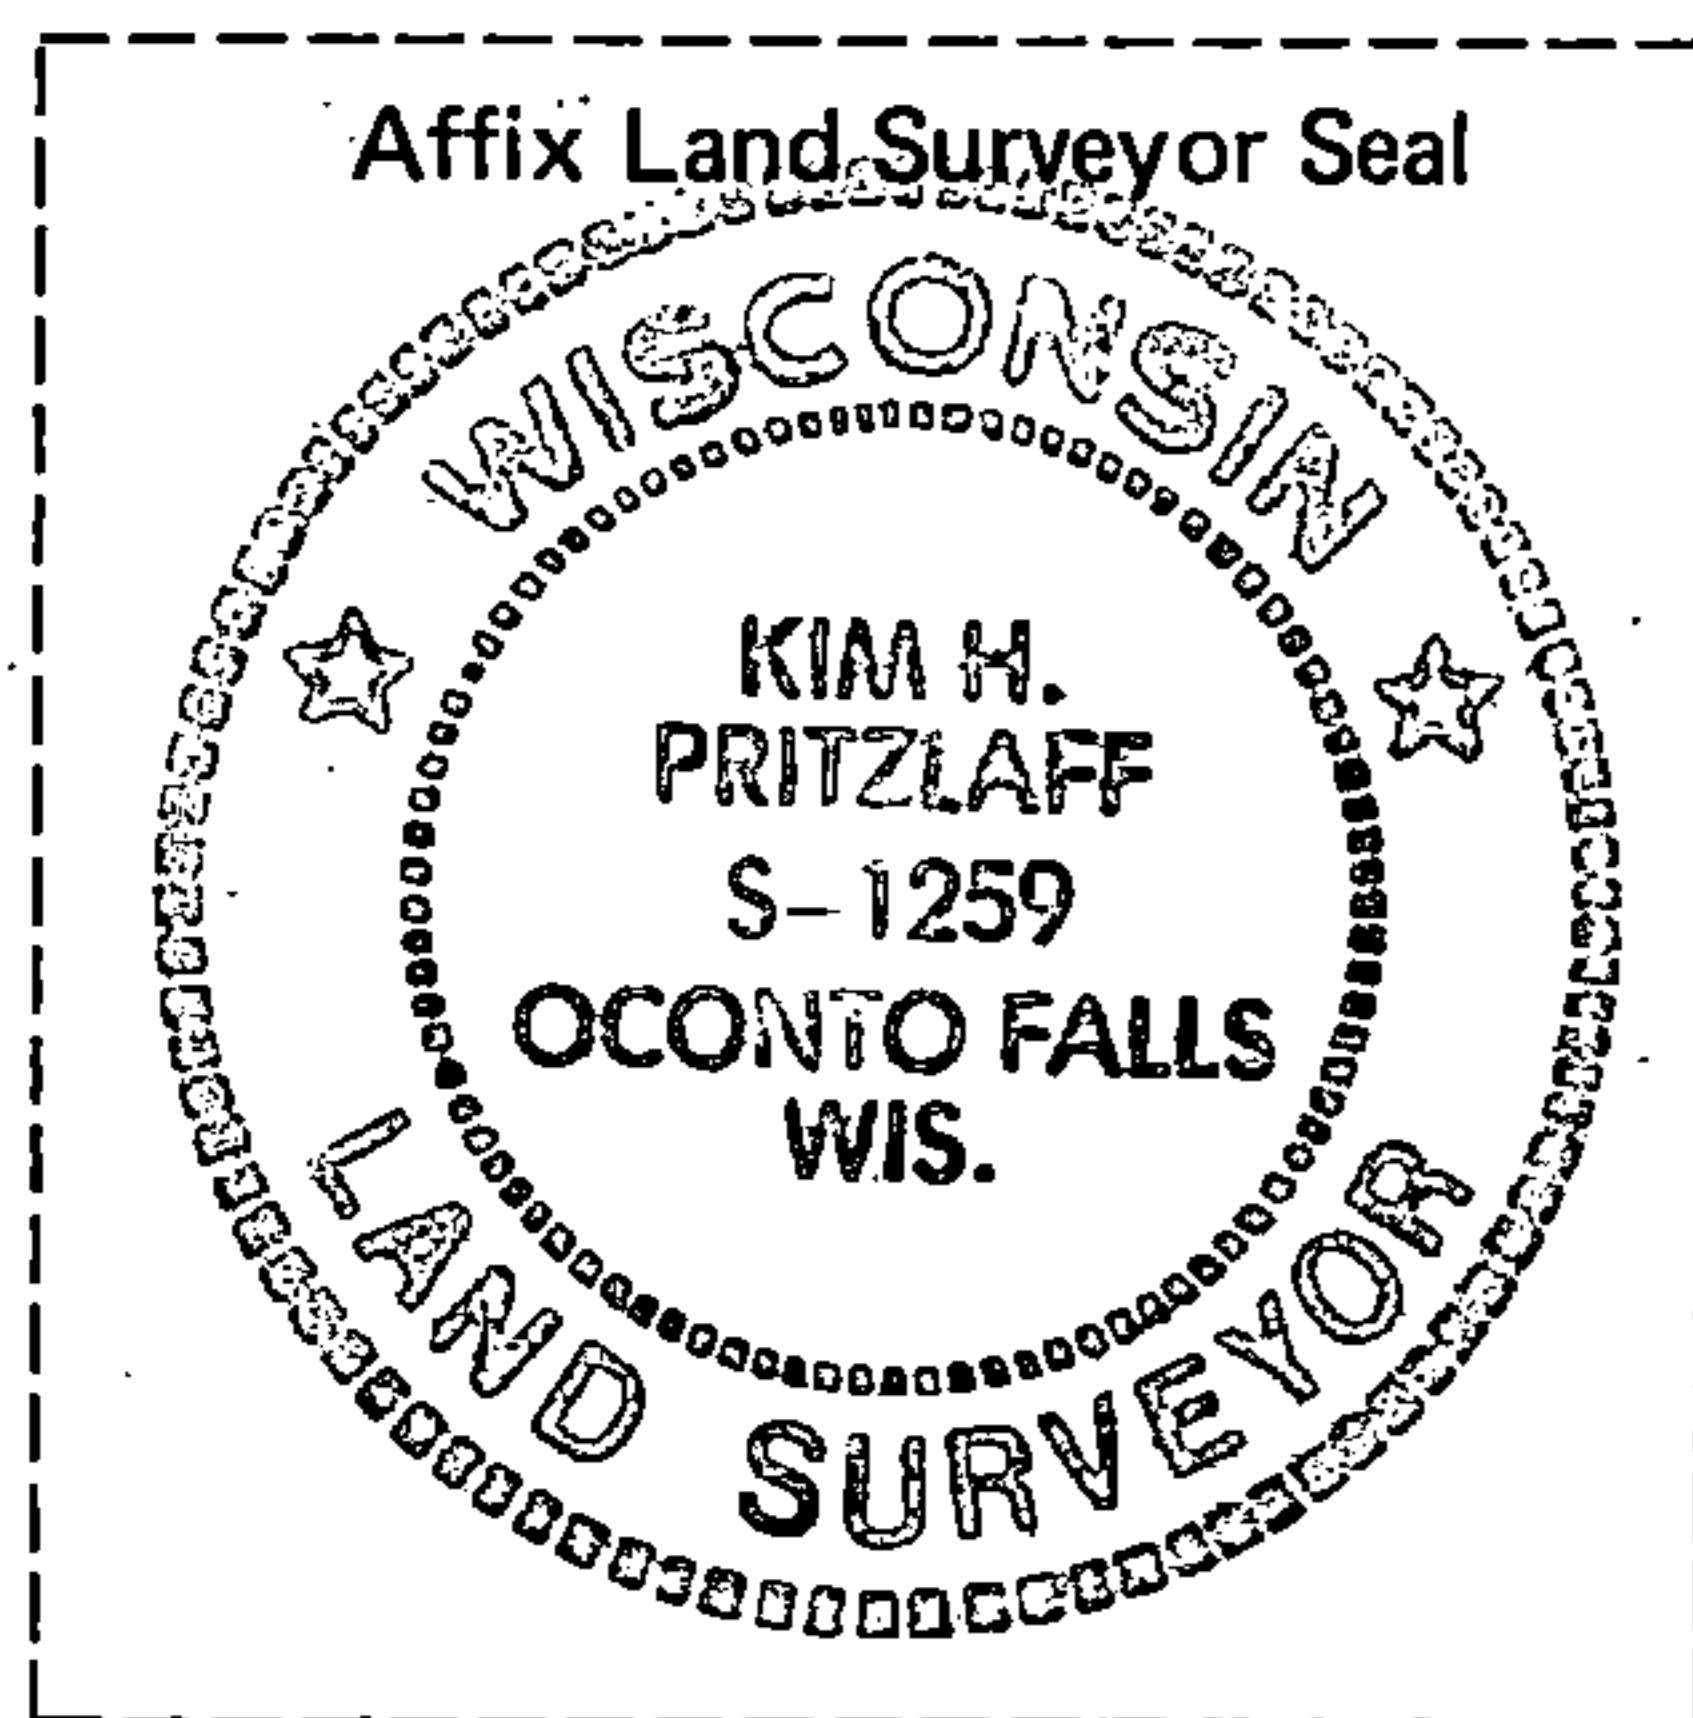 Affix Land Surveyor Seal
WISCONSIN
KIM H.
PRITZLAFF
S-1259
OCONTO FALLS
WIS.
LAND SURVEYOR